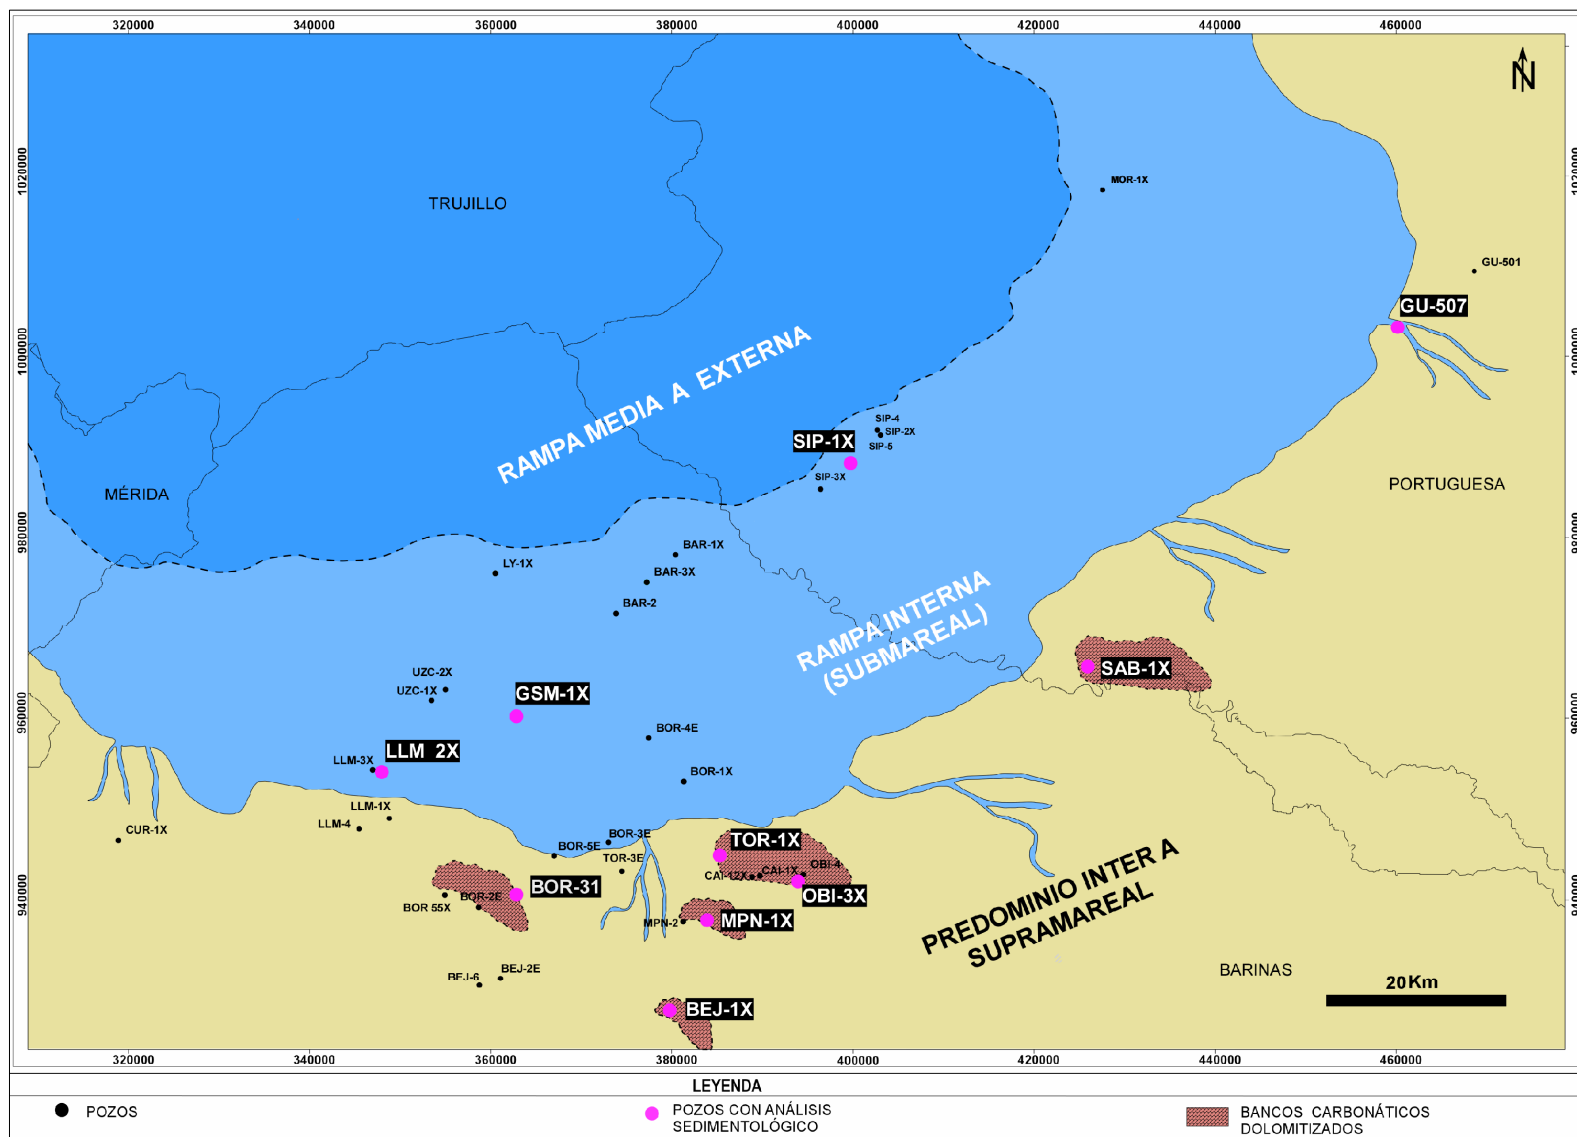 320000 340000 360000 380000 400000 420000 440000 460000
N
1020000 1020000
MOR-1X
TRUJILLO
GU-501
GU-507
1000000 1000000
RAMPA MEDIA A EXTERNA
SIP-4
SIP-2X
SIP-1X
SIP-5
SIP-3X
MÉRIDA
PORTUGUESA
980000 980000
BAR-1X
LY-1X
BAR-3X
BAR-2
RAMPA INTERNA
(SUBMAREAL)
SAB-1X
UZC-2X
UZC-1X
GSM-1X
960000 960000
BOR-4E
LLM 2X
LLM-3X
BOR-1X
LLM-1X
LLM-4
CUR-1X
BOR-3E
BOR-5E
TOR-1X
TOR-3E
CAI-12X
CAI-1X
OBI-4
BOR-31
OBI-3X
BOR 55X
BOR-2E
940000 940000
MPN-2
MPN-1X
PREDOMINIO INTER A
SUPRAMAREAL
BEJ-6
BEJ-2E
BARINAS
20Km
BEJ-1X
320000 340000 360000 380000 400000 420000 440000 460000
LEYENDA
POZOS
POZOS CON ANÁLISIS
SEDIMENTOLÓGICO
BANCOS CARBONÁTICOS
DOLOMITIZADOS